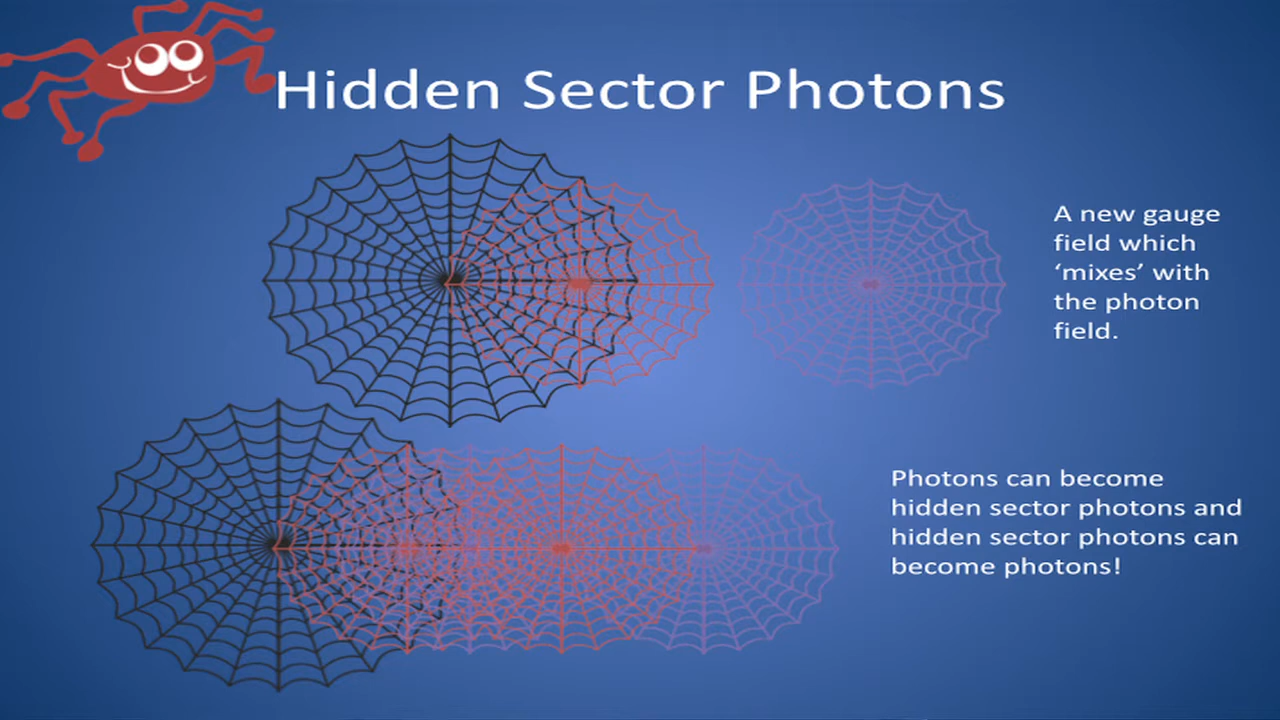 Hidden Sector Photons
A new gauge
field which
‘mixes’ with
the photon
field.
Photons can become
hidden sector photons and
hidden sector photons can
become photons!